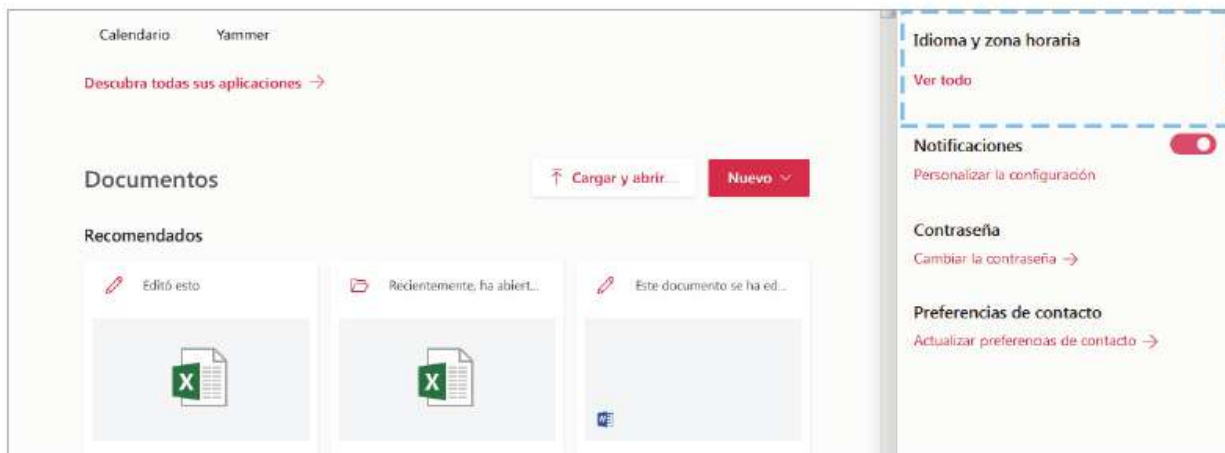 Calendario Yammer
Descubra todas sus aplicaciones →
Documentos
Cargar y abrir...
Nuevo
Recomendados
Editó esto
Recientemente, ha abiert...
Este documento se ha ed...
Idioma y zona horaria
Ver todo
Notificaciones
Personalizar la configuración
Contraseña
Cambiar la contraseña →
Preferencias de contacto
Actualizar preferencias de contacto →